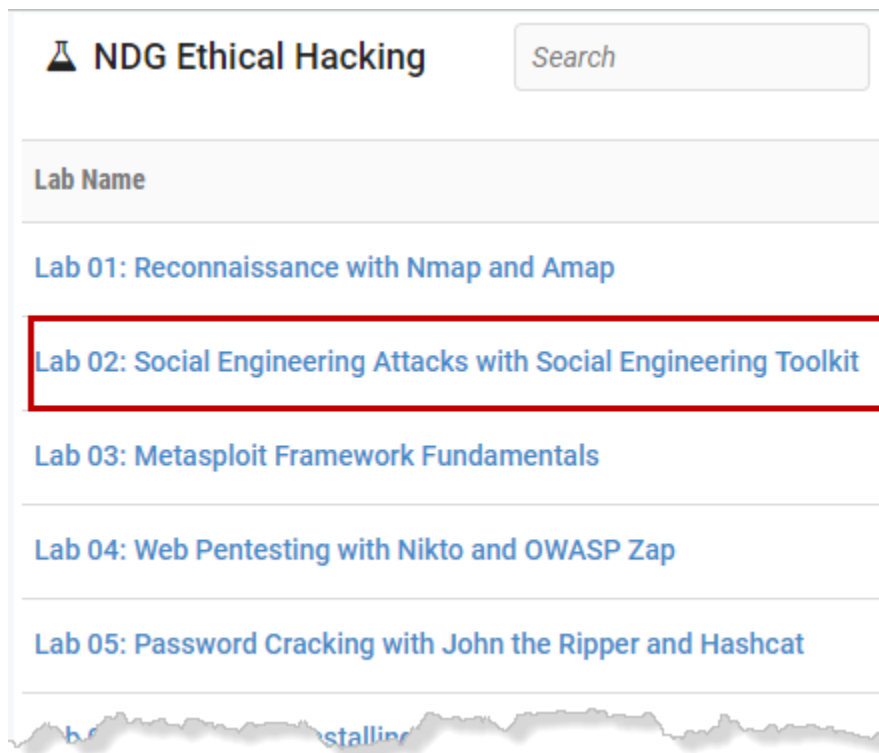 NDG Ethical Hacking
Search
Lab Name
Lab 01: Reconnaissance with Nmap and Amap
Lab 02: Social Engineering Attacks with Social Engineering Toolkit
Lab 03: Metasploit Framework Fundamentals
Lab 04: Web Pentesting with Nikto and OWASP Zap
Lab 05: Password Cracking with John the Ripper and Hashcat